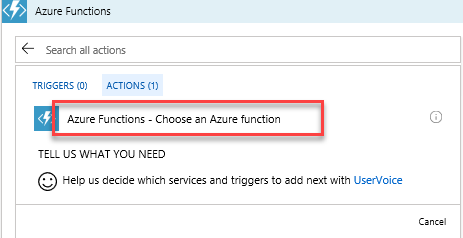 Azure Functions
Search all actions
TRIGGERS (0) ACTIONS (1)
Azure Functions - Choose an Azure function
TELL US WHAT YOU NEED
Help us decide which services and triggers to add next with UserVoice
Cancel